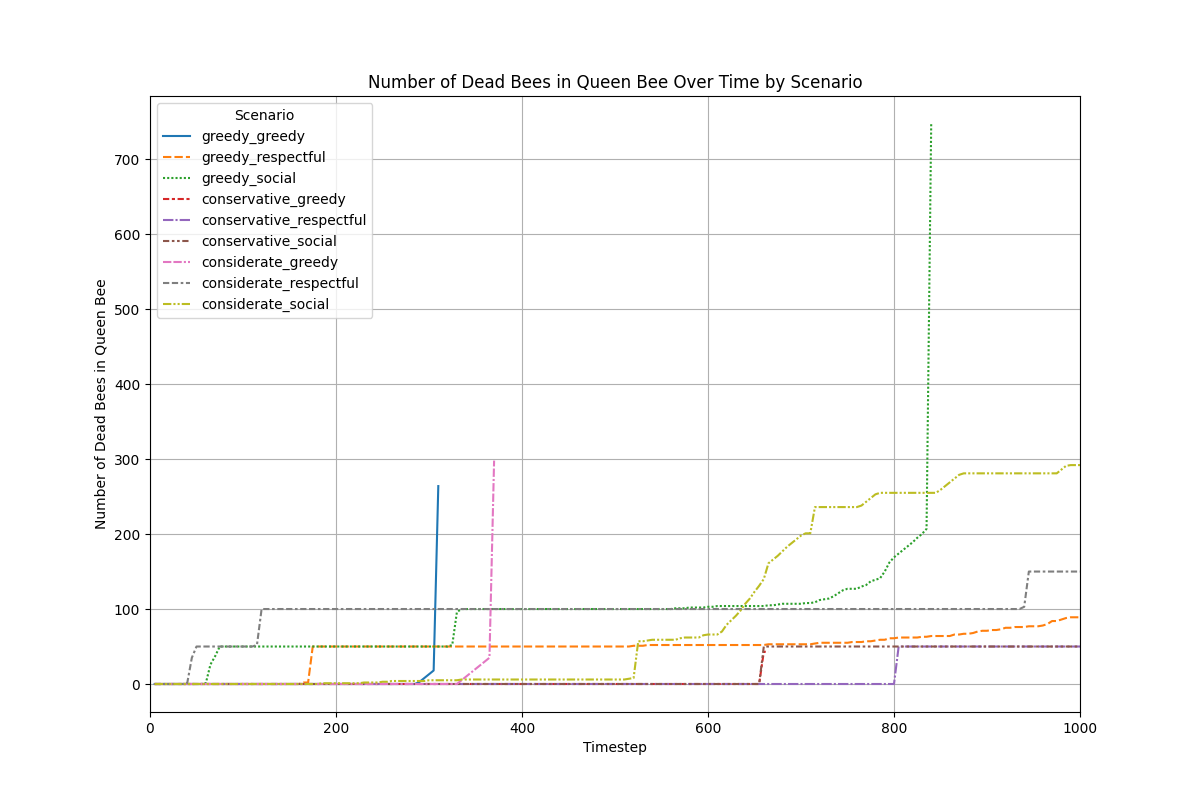 Number of Dead Bees in Queen Bee Over Time by Scenario
Number of Dead Bees in Queen Bee
700
600
500
400
300
200
100
0
Scenario
greedy_greedy
greedy_respectful
greedy_social
conservative_greedy
conservative_respectful
conservative_social
considerate_greedy
considerate_respectful
considerate_social
0 200 400 600 800 1000
Timestep